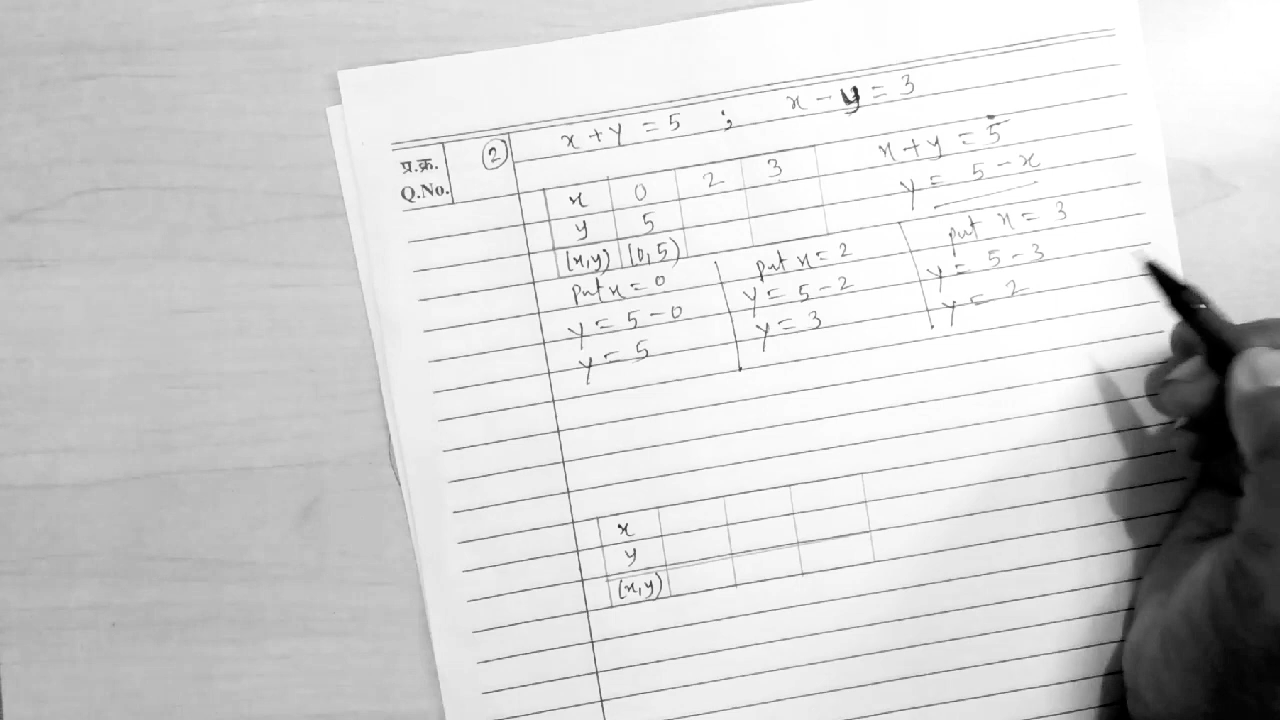 प्र.क्र.
Q.No.
② x + y = 5 ; x - y = 3
x 0 2 3
y 5
(x,y) (0,5)
x + y = 5
y = 5 - x
put x = 0
y = 5 - 0
y = 5
put x = 2
y = 5 - 2
y = 3
put x = 3
y = 5 - 3
y = 2
x
y
(x,y)